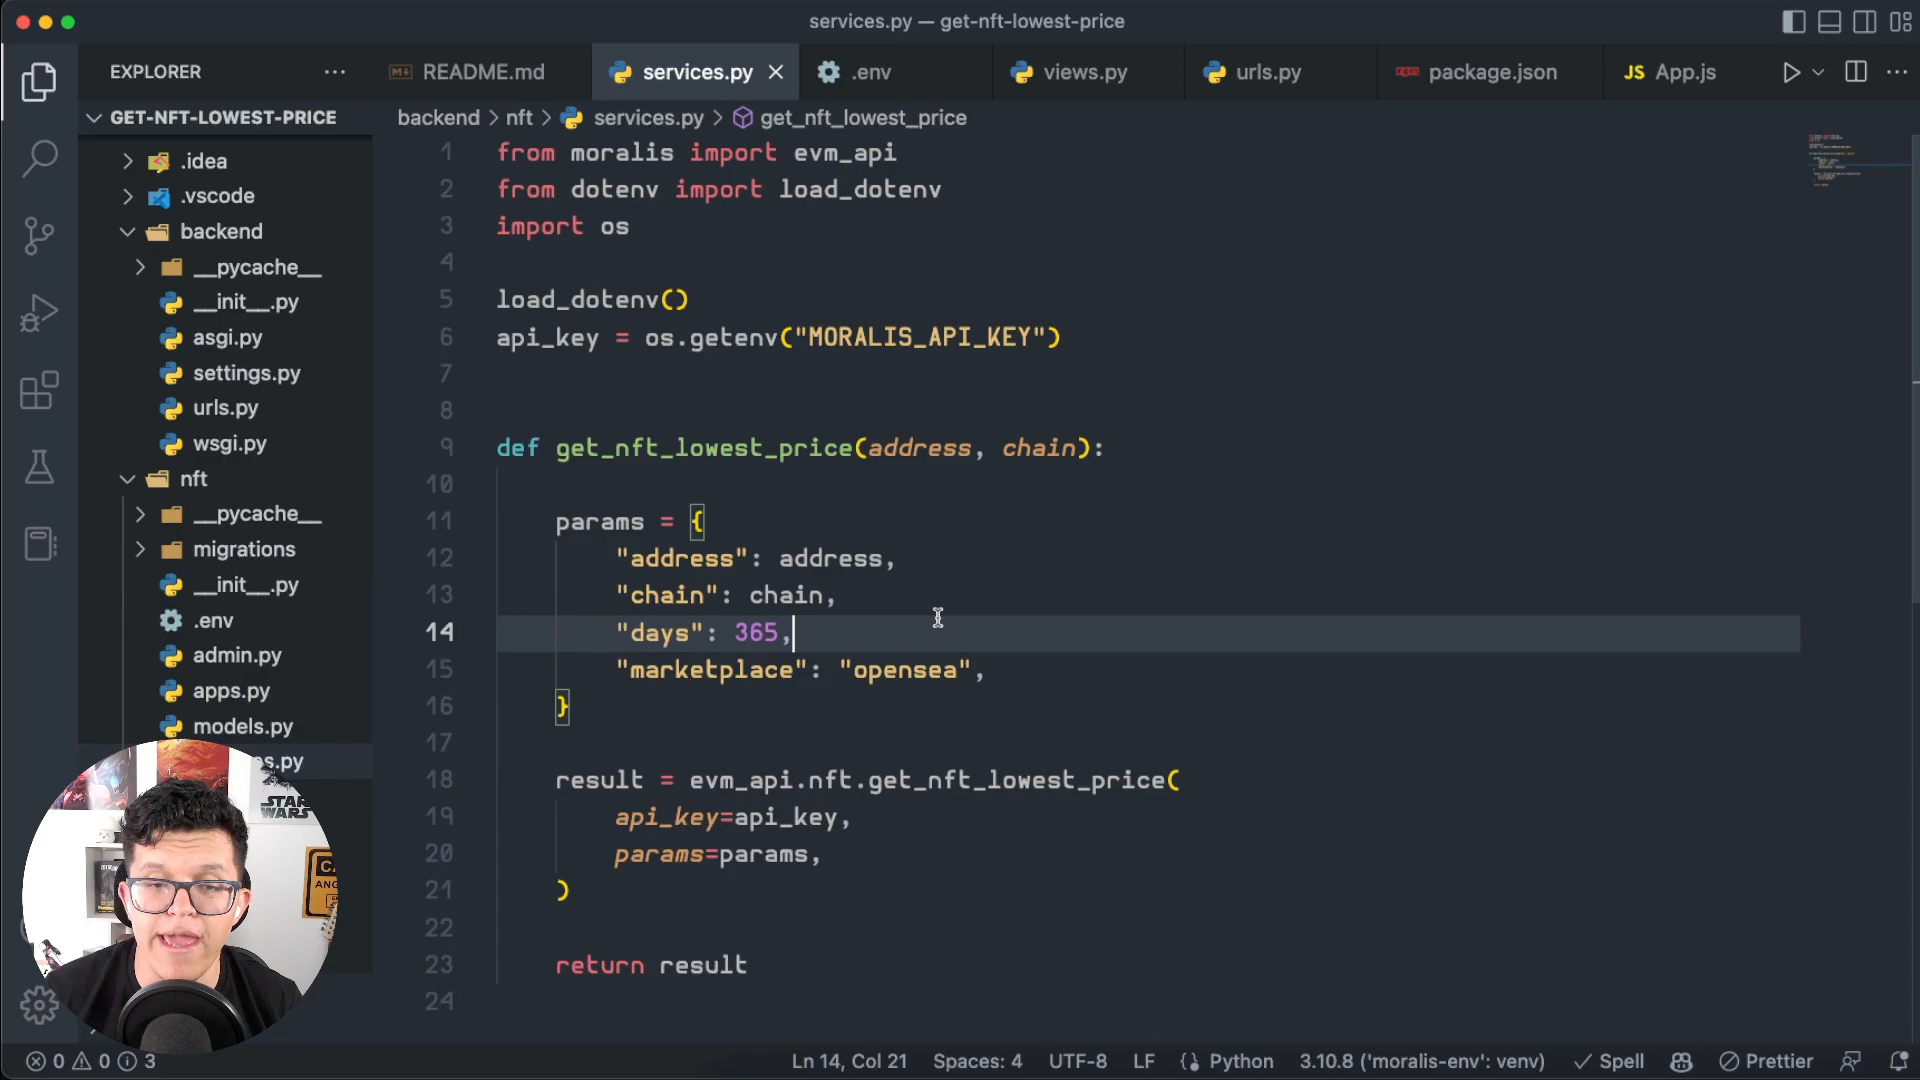 services.py — get-nft-lowest-price
EXPLORER
README.md
services.py
.env
views.py
urls.py
package.json
JS App.js
GET-NFT-LOWEST-PRICE
backend > nft > services.py > get_nft_lowest_price
.idea
.vscode
backend
__pycache__
__init__.py
asgi.py
settings.py
urls.py
wsgi.py
nft
__pycache__
migrations
__init__.py
.env
admin.py
apps.py
models.py
es.py
1 from moralis import evm_api
2 from dotenv import load_dotenv
3 import os
4
5 load_dotenv()
6 api_key = os.getenv("MORALIS_API_KEY")
7
8
9 def get_nft_lowest_price(address, chain):
10
11 params = {
12 "address": address,
13 "chain": chain,
14 "days": 365,
15 "marketplace": "opensea",
16 }
17
18 result = evm_api.nft.get_nft_lowest_price(
19 api_key=api_key,
20 params=params,
21 )
22
23 return result
24
STAR
WARS
0 0 3
Ln 14, Col 21
Spaces: 4
UTF-8
LF
Python
3.10.8 ('moralis-env': venv)
Spell
Prettier